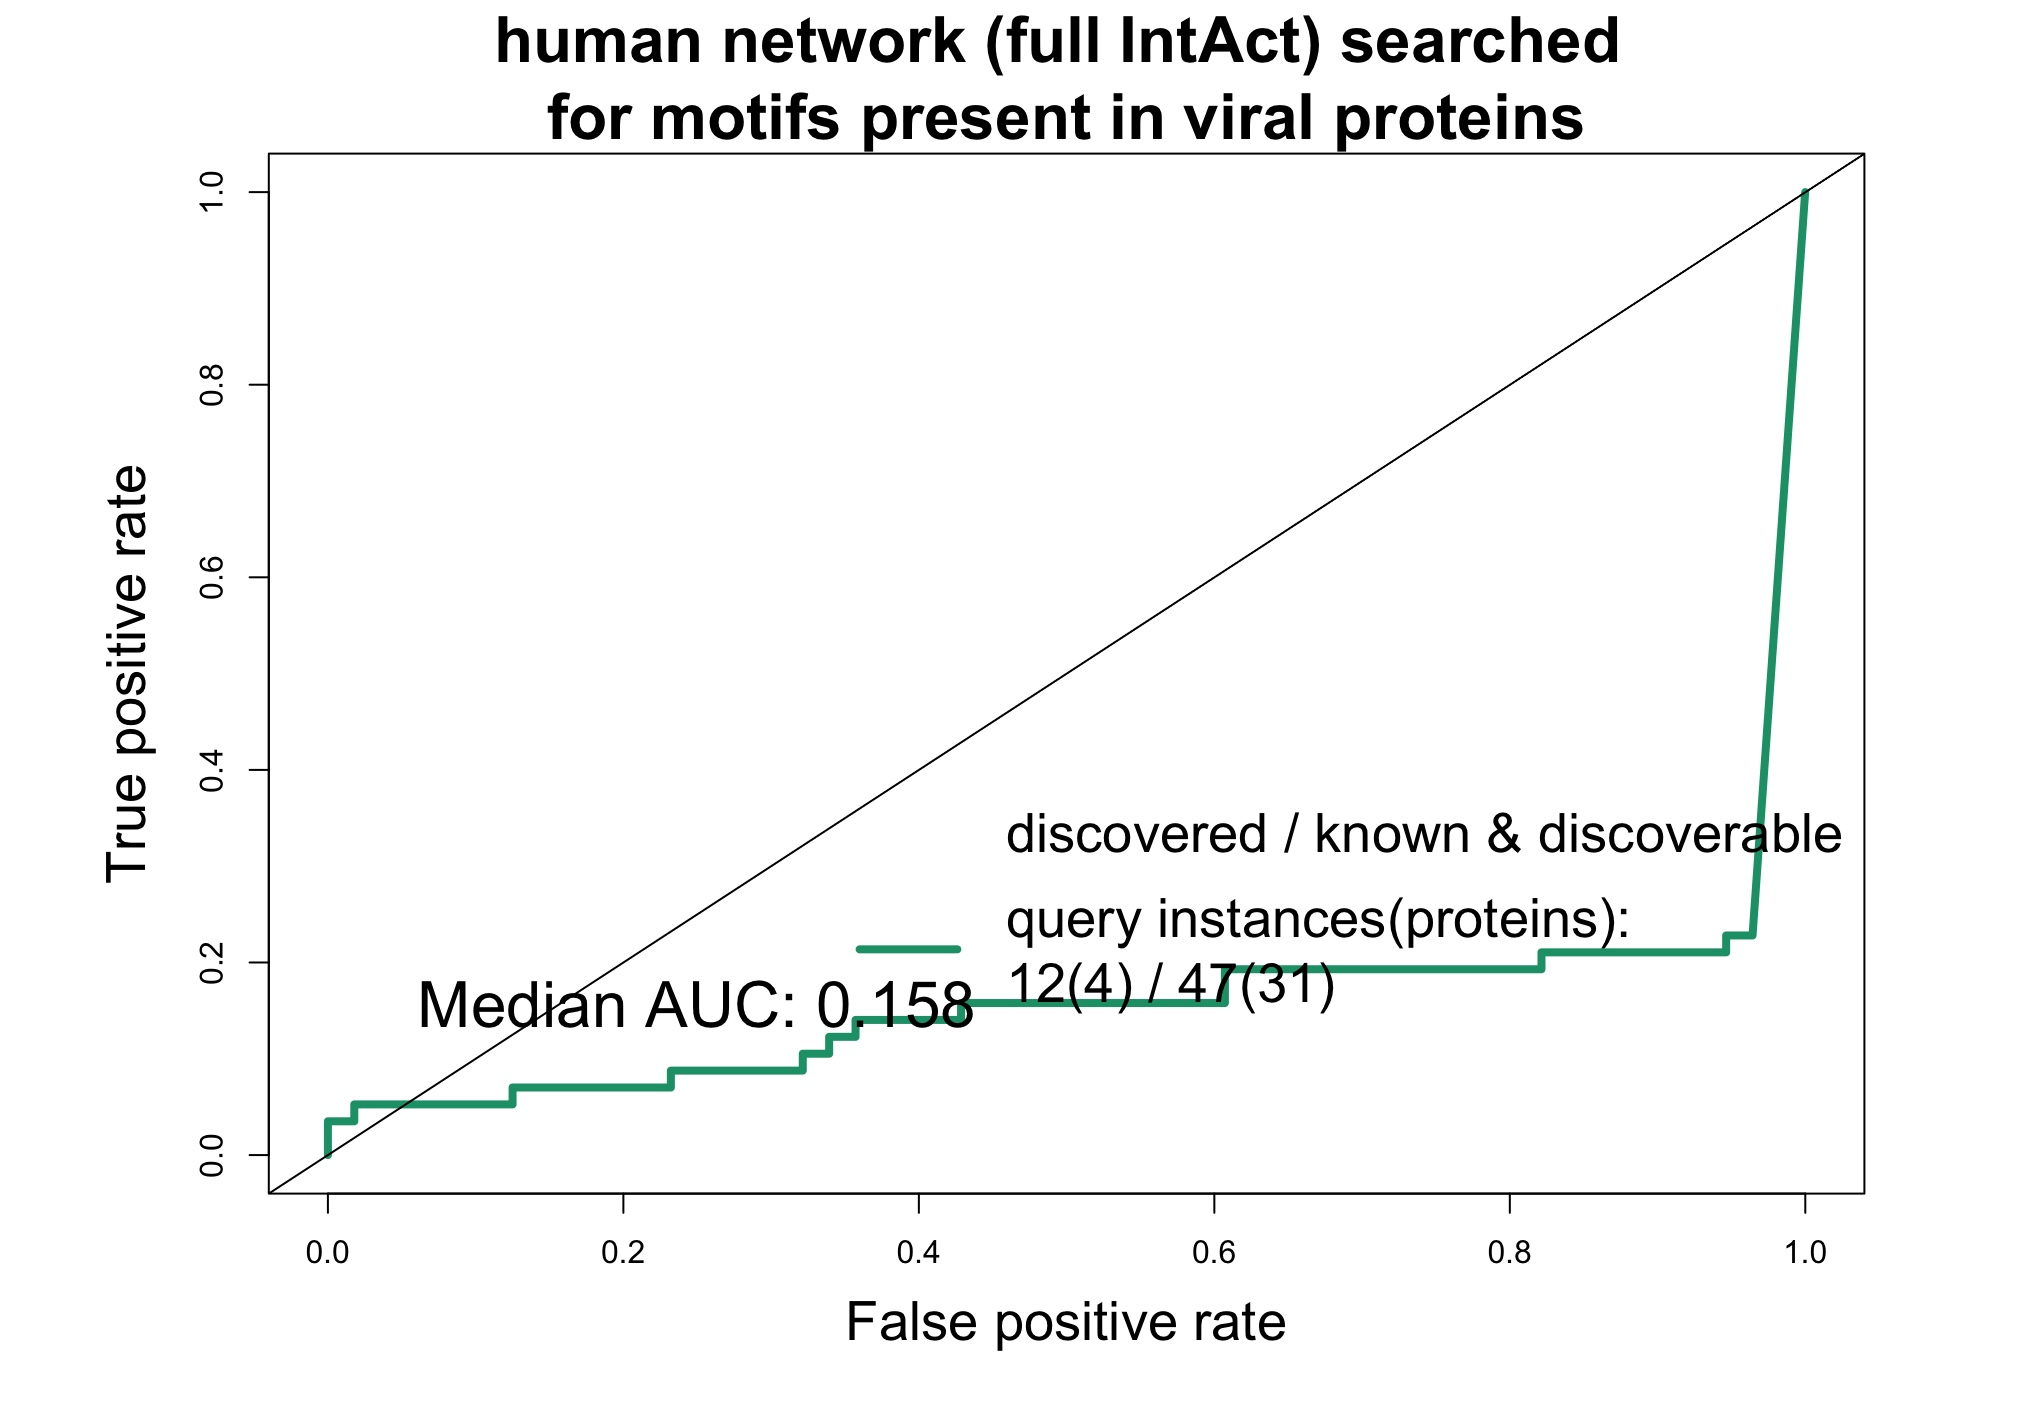 human network (full IntAct) searched
for motifs present in viral proteins
True positive rate
1.0
0.8
0.6
0.4
0.2
0.0
discovered / known & discoverable
query instances(proteins):
12(4) / 47(31)
Median AUC: 0.158
0.0 0.2 0.4 0.6 0.8 1.0
False positive rate